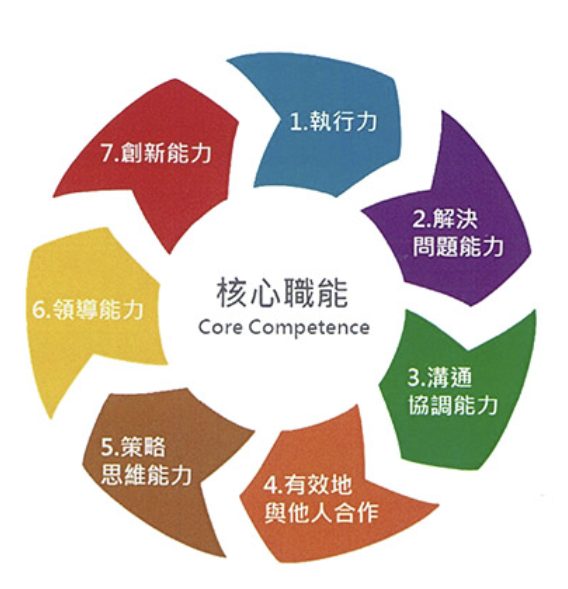 1.執行力
2.解決
問題能力
3.溝通
協調能力
4.有效地
與他人合作
5.策略
思維能力
6.領導能力
7.創新能力
核心職能
Core Competence